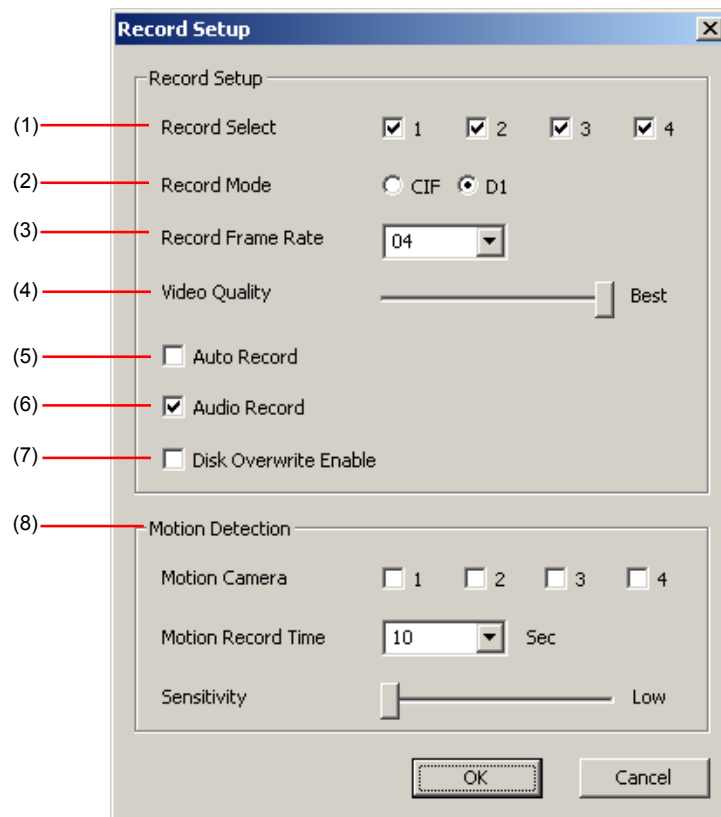 Record Setup
Record Setup
(1) Record Select 1 2 3 4
(2) Record Mode CIF D1
(3) Record Frame Rate 04
(4) Video Quality Best
(5) Auto Record
(6) Audio Record
(7) Disk Overwrite Enable
(8) Motion Detection
Motion Camera 1 2 3 4
Motion Record Time 10 Sec
Sensitivity Low
OK Cancel